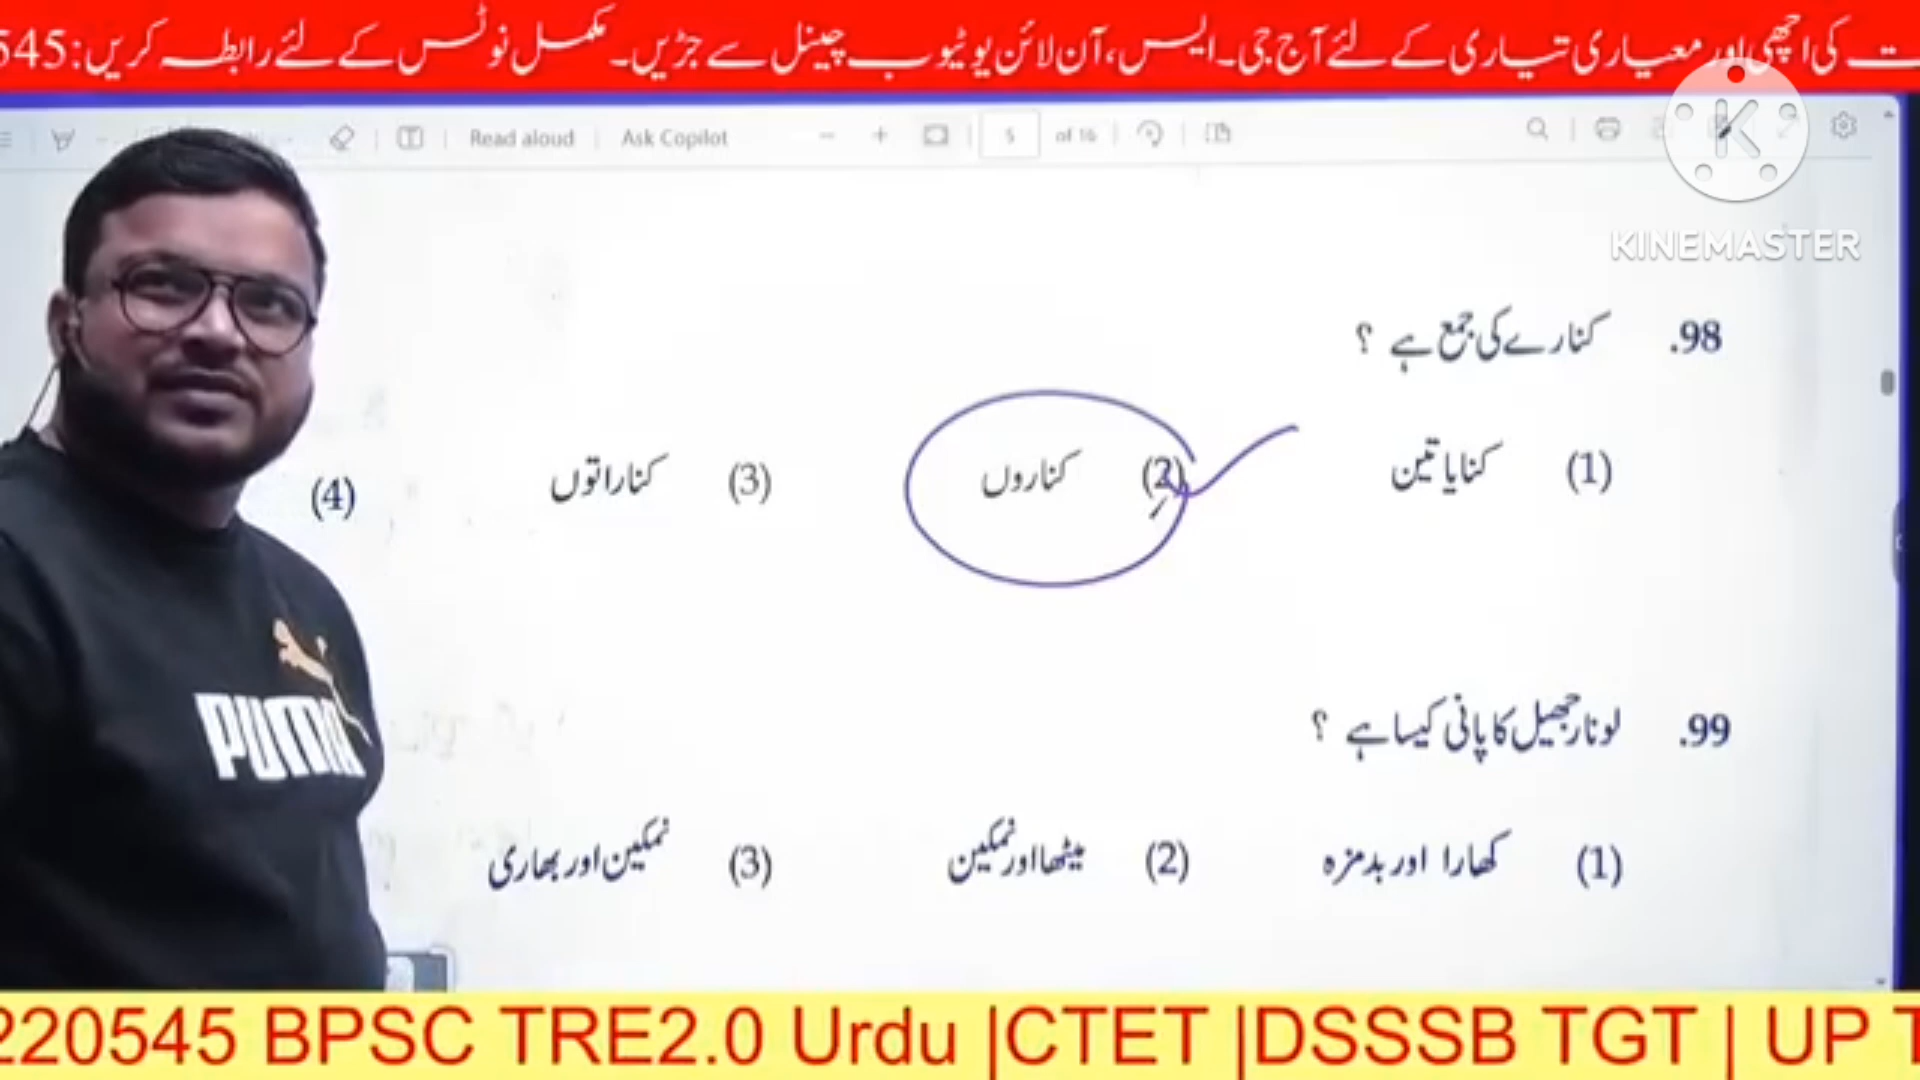 ت کی اچھی اور معیاری تیاری کے لئے آج جی۔ ایس، آن لائن یوٹیوب چینل سے جڑیں۔ مکمل نوٹس کے لئے رابطہ کریں: 545
Read aloud Ask Copilot 5 of 16
KINEMASTER
98. کنارے کی جمع ہے ؟
(1) کنایاتین (2) کناروں (3) کناراتوں (4)
PUMA
99. لونار جھیل کا پانی کیسا ہے ؟
(1) کھارا اور بدمزہ (2) میٹھا اور نمکین (3) نمکین اور بھاری
220545 BPSC TRE2.0 Urdu |CTET |DSSSB TGT | UP T